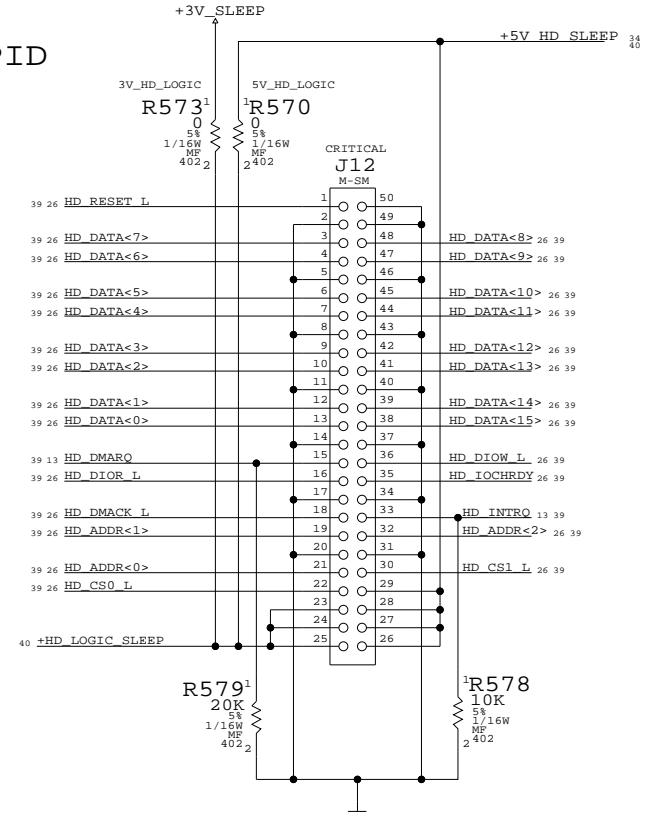 +3V_SLEEP
+5V HD SLEEP 34 40
PID
3V_HD_LOGIC 5V_HD_LOGIC
R573 1 1 R570
0 0
5% 5%
1/16W 1/16W
MF MF
402 2 2 402
CRITICAL
J12
M-SM
39 26 HD_RESET_L 1 50
2 49
39 26 HD_DATA<7> 3 48 HD_DATA<8> 26 39
39 26 HD_DATA<6> 4 47 HD_DATA<9> 26 39
5 46
39 26 HD_DATA<5> 6 45 HD_DATA<10> 26 39
39 26 HD_DATA<4> 7 44 HD_DATA<11> 26 39
8 43
39 26 HD_DATA<3> 9 42 HD_DATA<12> 26 39
39 26 HD_DATA<2> 10 41 HD_DATA<13> 26 39
11 40
39 26 HD_DATA<1> 12 39 HD_DATA<14> 26 39
39 26 HD_DATA<0> 13 38 HD_DATA<15> 26 39
14 37
39 13 HD_DMARQ 15 36 HD_DIOW_L 26 39
39 26 HD_DIOR_L 16 35 HD_IOCHRDY 26 39
17 34
39 26 HD_DMACK_L 18 33 HD_INTRQ 13 39
39 26 HD_ADDR<1> 19 32 HD_ADDR<2> 26 39
20 31
39 26 HD_ADDR<0> 21 30 HD_CS1_L 26 39
39 26 HD_CS0_L 22 29
23 28
24 27
40 +HD_LOGIC_SLEEP 25 26
R579 1 1 R578
20K 10K
5% 5%
1/16W 1/16W
MF MF
402 2 2 402